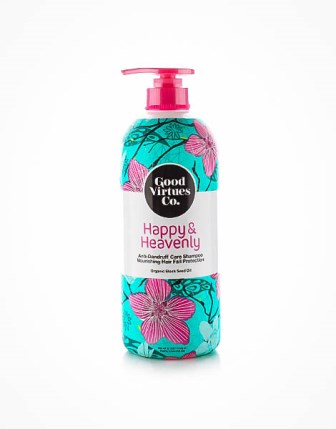 Good
Virtues
Co.
Happy &
Heavenly
Anti-Dandruff Care Shampoo
Nourishing Hair Fall Protection
Organic Black Seed Oil